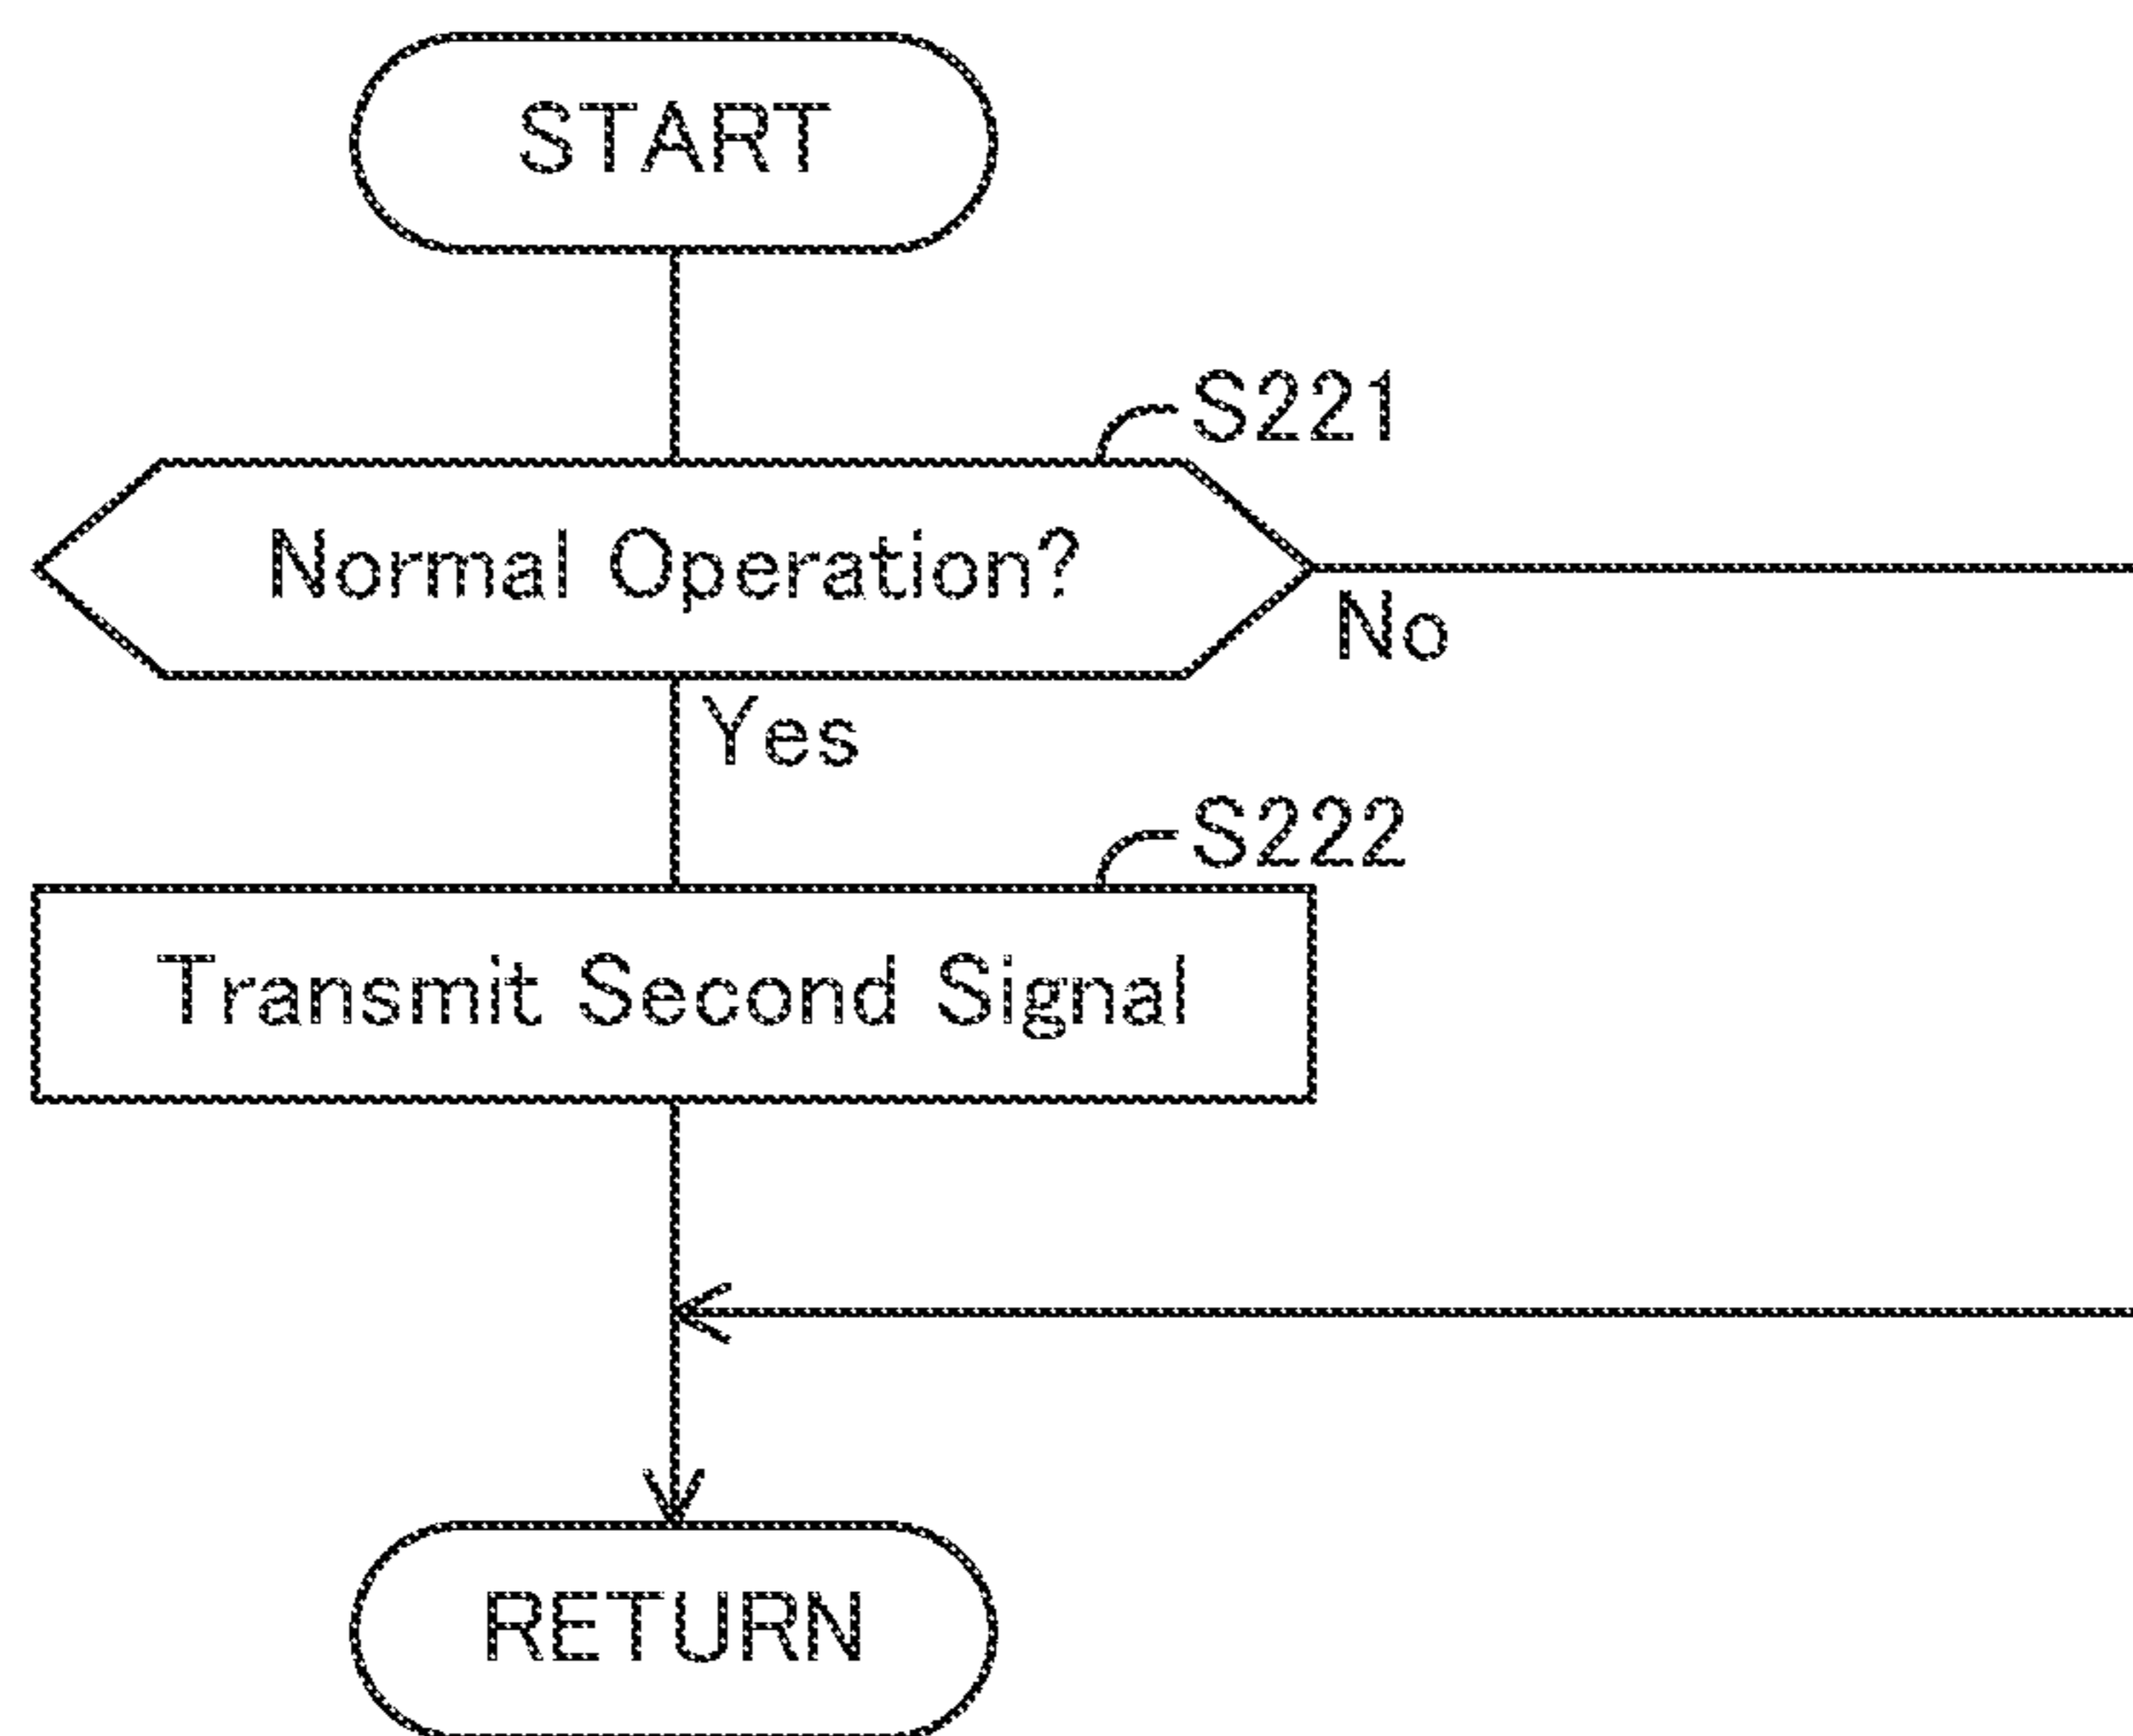 START
S221
Normal Operation?
No
Yes
S222
Transmit Second Signal
RETURN